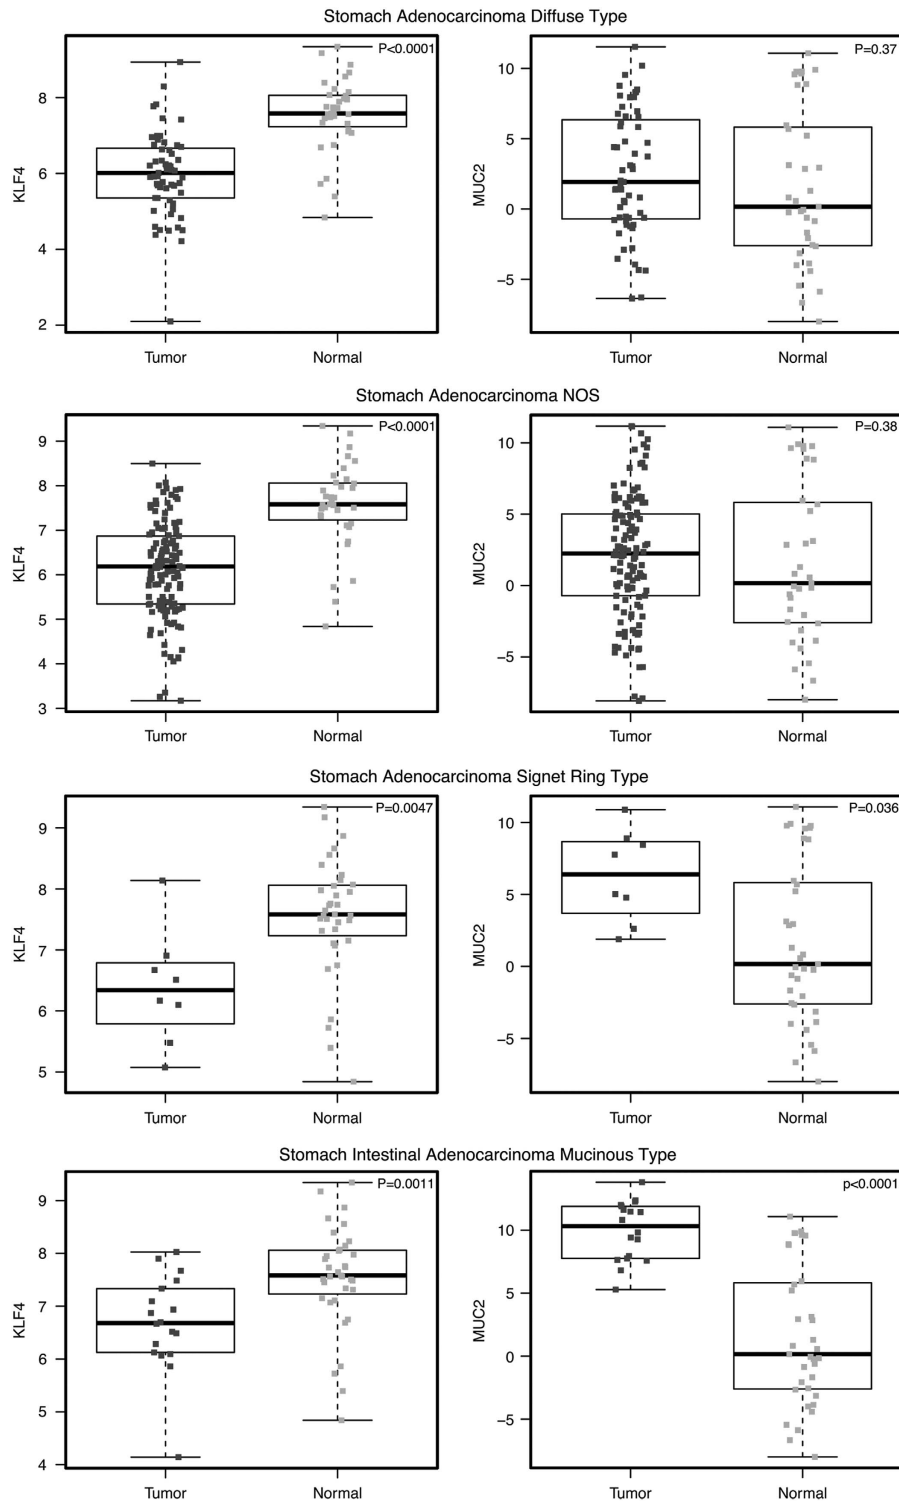 Stomach Adenocarcinoma Diffuse Type
P<0.0001
8
6
4
2
KLF4
Tumor
Normal
P=0.37
10
5
0
−5
MUC2
Tumor
Normal
Stomach Adenocarcinoma NOS
P<0.0001
9
8
7
6
5
4
3
KLF4
Tumor
Normal
P=0.38
10
5
0
−5
MUC2
Tumor
Normal
Stomach Adenocarcinoma Signet Ring Type
P=0.0047
9
8
7
6
5
KLF4
Tumor
Normal
P=0.036
10
5
0
−5
MUC2
Tumor
Normal
Stomach Intestinal Adenocarcinoma Mucinous Type
P=0.0011
9
8
7
6
5
4
KLF4
Tumor
Normal
p<0.0001
10
5
0
−5
MUC2
Tumor
Normal